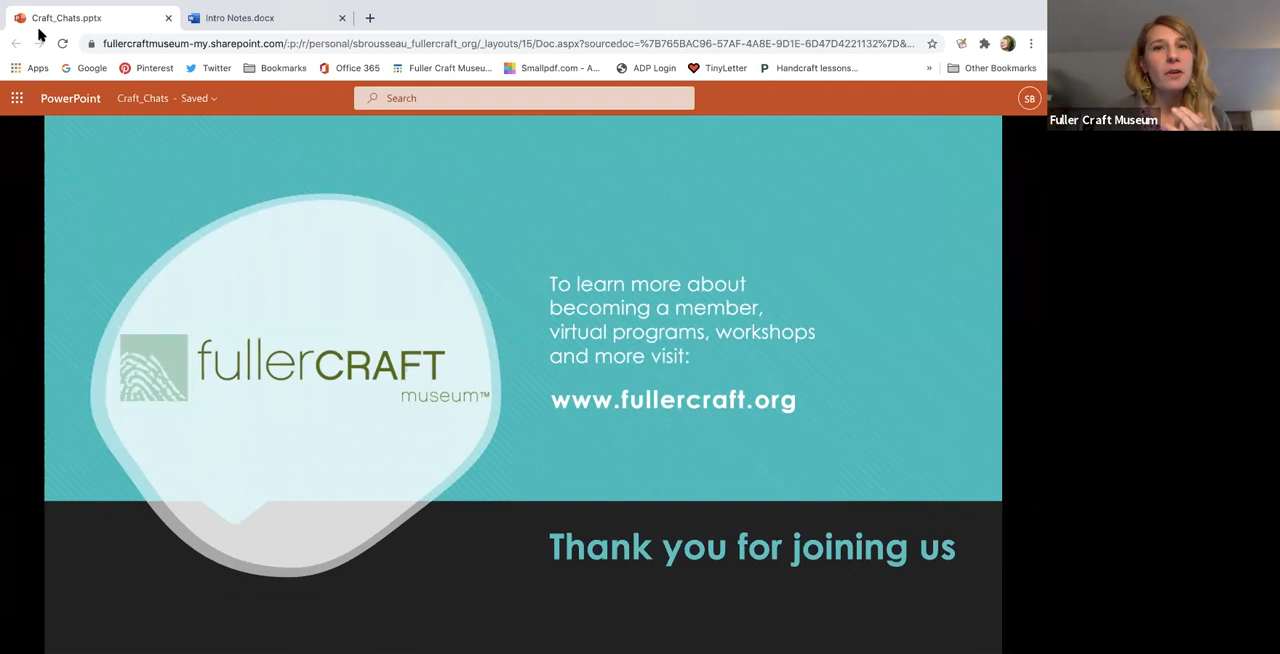 Craft_Chats.pptx
Intro Notes.docx
fullercraftmuseum-my.sharepoint.com/:p:/r/personal/sbrousseau_fullercraft_org/_layouts/15/Doc.aspx?sourcedoc=%7B765BAC96-57AF-4A8E-9D1E-6D47D4221132%7D&...
Apps Google Pinterest Twitter Bookmarks Office 365 Fuller Craft Museu... Smallpdf.com - A... ADP Login TinyLetter Handcraft lessons... » Other Bookmarks
PowerPoint Craft_Chats - Saved Search SB
Fuller Craft Museum
fullerCRAFT
museum™
To learn more about
becoming a member,
virtual programs, workshops
and more visit:
www.fullercraft.org
Thank you for joining us